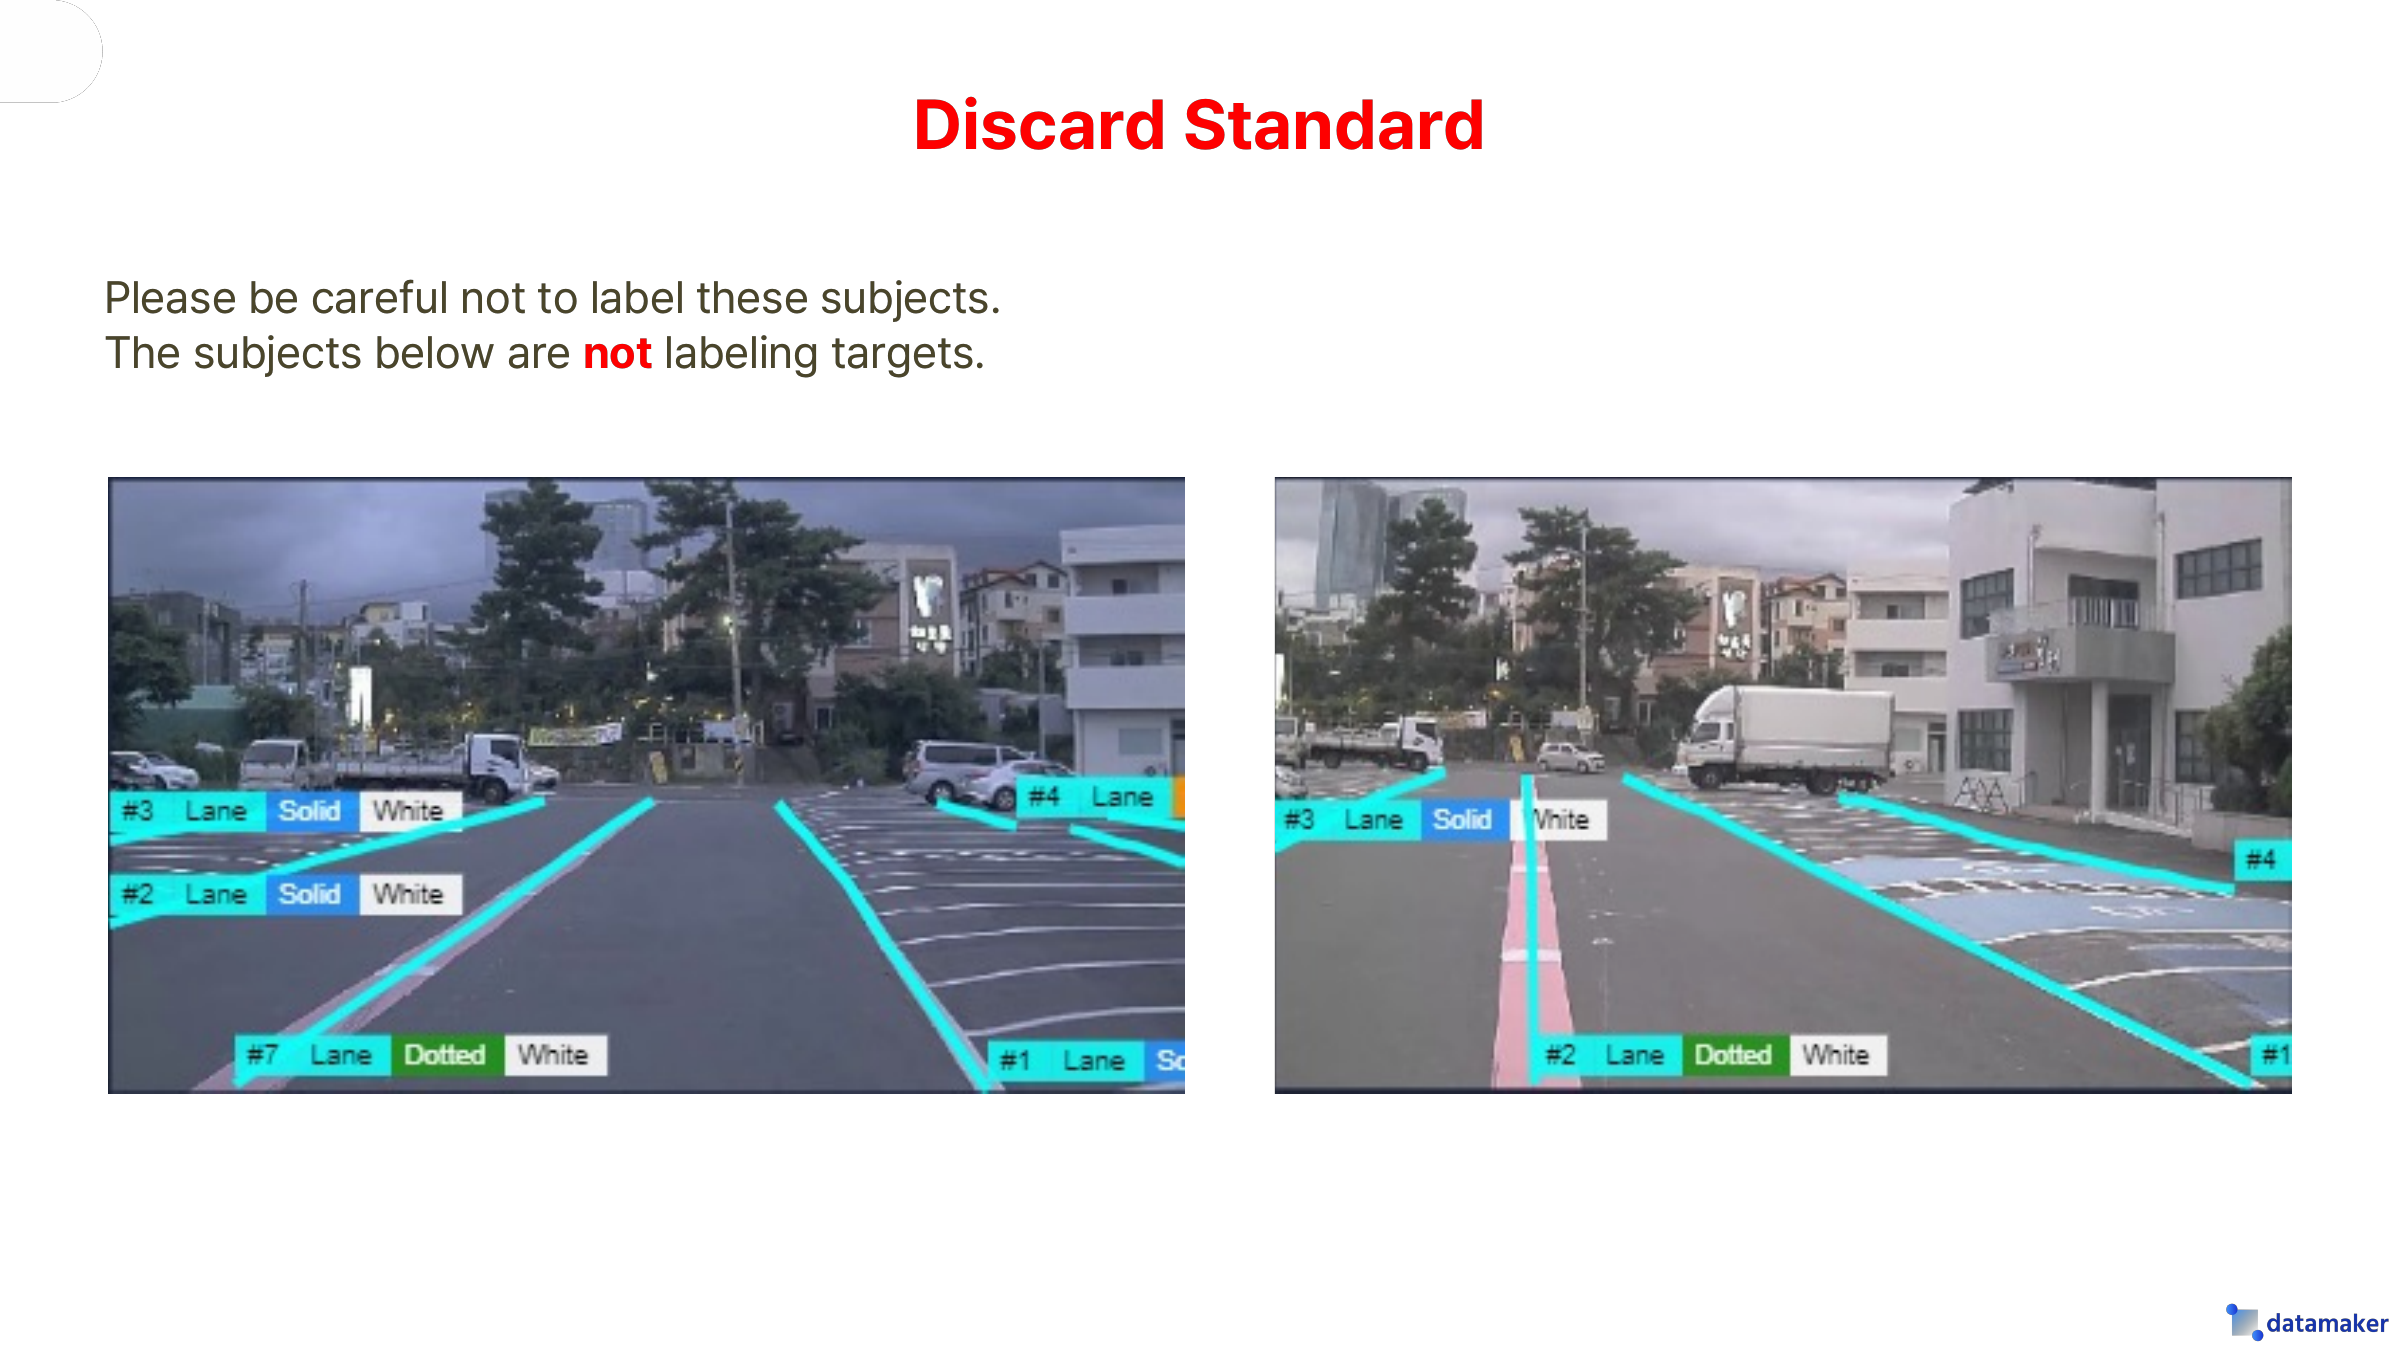 Discard Standard
Please be careful not to label these subjects.
The subjects below are not labeling targets.
#3 Lane Solid White
#4 Lane
#2 Lane Solid White
#7 Lane Dotted White
#1 Lane So
#3 Lane Solid White
#4
#2 Lane Dotted White
#1
datamaker